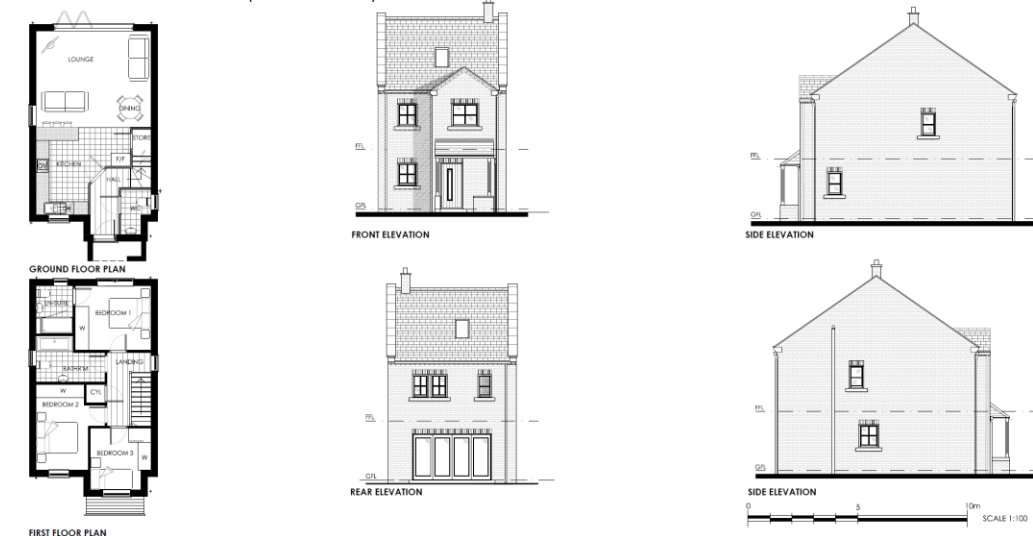 LOUNGE
DINING
STORE
KITCHEN
F/F
HALL
WC
GROUND FLOOR PLAN
EN-SUITE
BEDROOM 1
W
BATHR'M
LANDING
W
CYL
BEDROOM 2
BEDROOM 3
W
FIRST FLOOR PLAN
FFL
GFL
FRONT ELEVATION
FFL
GFL
SIDE ELEVATION
FFL
GFL
REAR ELEVATION
FFL
GFL
SIDE ELEVATION
0 5 10m
SCALE 1:100